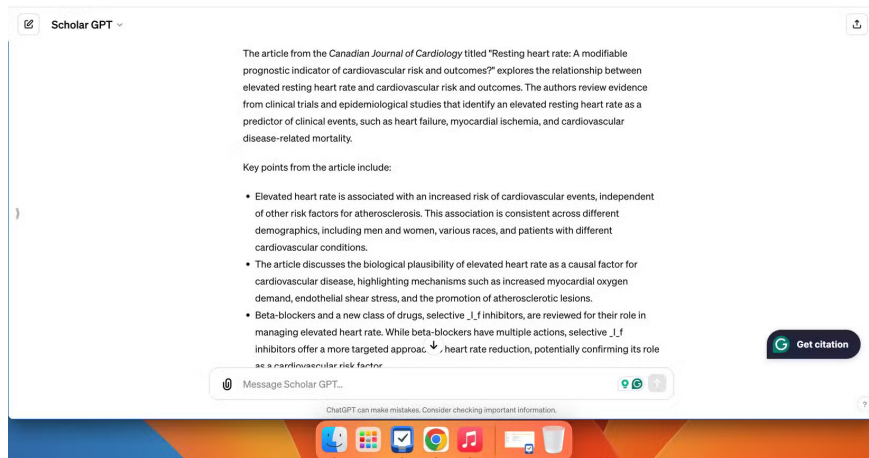 Scholar GPT
The article from the Canadian Journal of Cardiology titled "Resting heart rate: A modifiable
prognostic indicator of cardiovascular risk and outcomes?" explores the relationship between
elevated resting heart rate and cardiovascular risk and outcomes. The authors review evidence
from clinical trials and epidemiological studies that identify an elevated resting heart rate as a
predictor of clinical events, such as heart failure, myocardial ischemia, and cardiovascular
disease-related mortality.
Key points from the article include:
• Elevated heart rate is associated with an increased risk of cardiovascular events, independent
of other risk factors for atherosclerosis. This association is consistent across different
demographics, including men and women, various races, and patients with different
cardiovascular conditions.
• The article discusses the biological plausibility of elevated heart rate as a causal factor for
cardiovascular disease, highlighting mechanisms such as increased myocardial oxygen
demand, endothelial shear stress, and the promotion of atherosclerotic lesions.
• Beta-blockers and a new class of drugs, selective _I_f inhibitors, are reviewed for their role in
managing elevated heart rate. While beta-blockers have multiple actions, selective _I_f
inhibitors offer a more targeted heart rate reduction, potentially confirming its role
as a cardiovascular risk factor
Get citation
Message Scholar GPT...
ChatGPT can make mistakes. Consider checking important information.
?